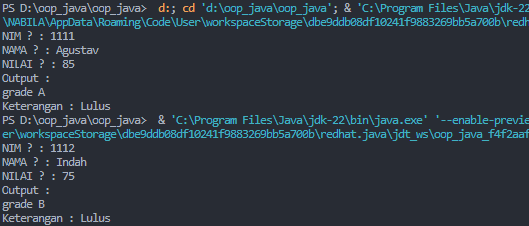 PS D:\oop_java\oop_java>  d:; cd 'd:\oop_java\oop_java'; & 'C:\Program Files\Java\jdk-22
\NABILA\AppData\Roaming\Code\User\workspaceStorage\dbe9ddb08df10241f9883269bb5a700b\redh
NIM ? : 1111
NAMA ? : Agustav
NILAI ? : 85
Output :
grade A
Keterangan : Lulus
PS D:\oop_java\oop_java>  & 'C:\Program Files\Java\jdk-22\bin\java.exe' '--enable-previe
er\workspaceStorage\dbe9ddb08df10241f9883269bb5a700b\redhat.java\jdt_ws\oop_java_f4f2aaf
NIM ? : 1112
NAMA ? : Indah
NILAI ? : 75
Output :
grade B
Keterangan : Lulus